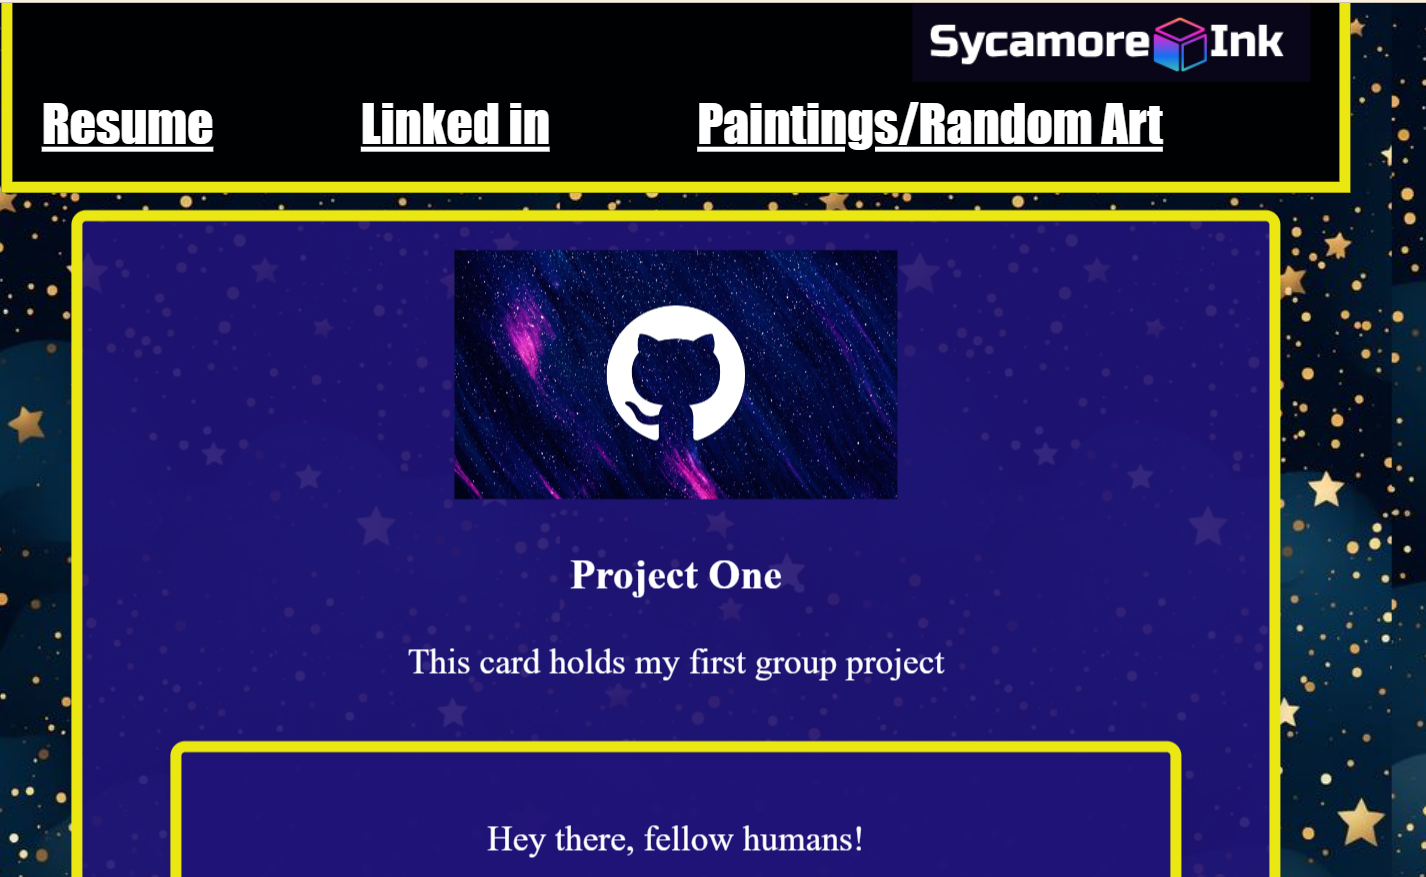 Sycamore Ink
Resume Linked in Paintings/Random Art
Project One
This card holds my first group project
Hey there, fellow humans!